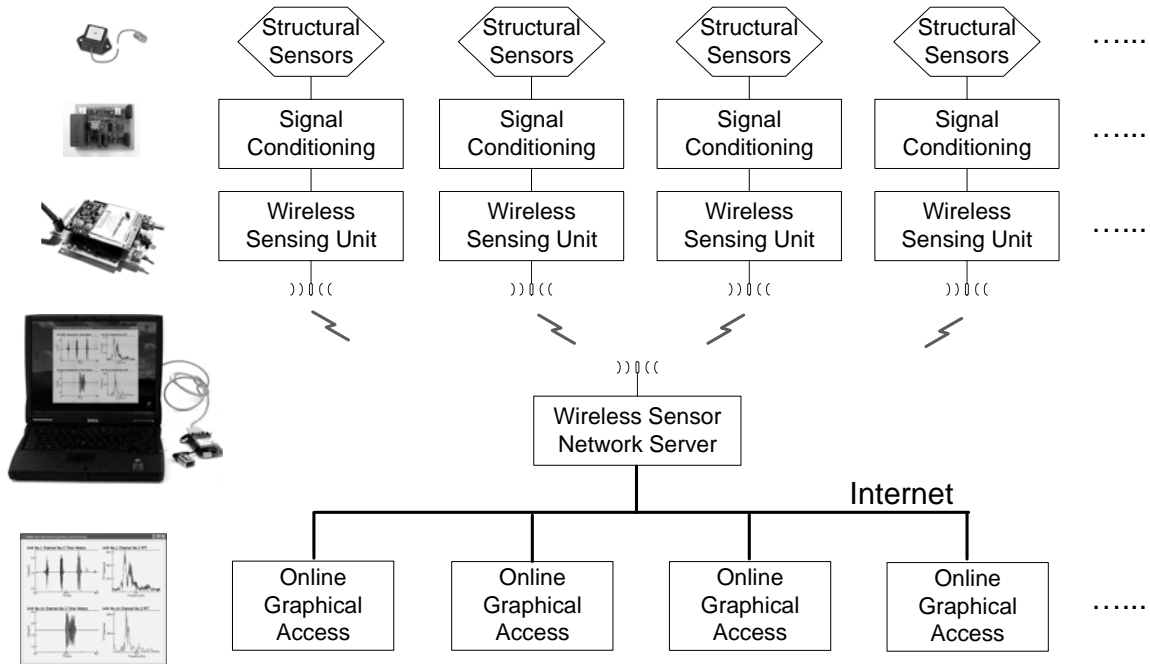 Structural
Sensors
Structural
Sensors
Structural
Sensors
Structural
Sensors
…...
Signal
Conditioning
Signal
Conditioning
Signal
Conditioning
Signal
Conditioning
…...
Wireless
Sensing Unit
Wireless
Sensing Unit
Wireless
Sensing Unit
Wireless
Sensing Unit
…...
Wireless Sensor
Network Server
Internet
Online
Graphical
Access
Online
Graphical
Access
Online
Graphical
Access
Online
Graphical
Access
…...
DELL